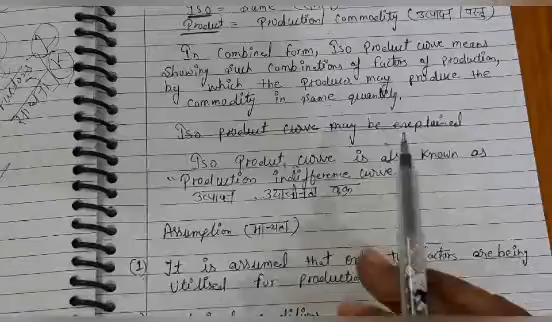 Iso = Same
Product = Production/commodity (उत्पादन / वस्तु)
In combined form, Iso product curve means
showing such combinations of factors of production,
by which the producer may produce the
commodity in same quantity.
Iso product curve may be explained
Iso Product curve is also known as
"Production indifference curve
उत्पादन उदासीनता वक्र
Assumption (मान्यता)
(1) It is assumed that factors are being
utilised for production